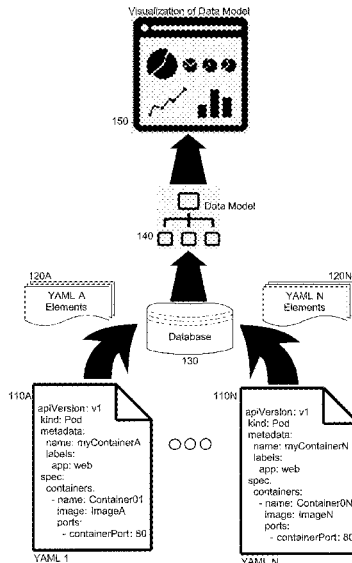 Visualization of Data Model
150
Data Model
140
120A
YAML A
Elements
120N
YAML N
Elements
Database
130
110A
apiVersion: v1
kind: Pod
metadata:
name: myContainerA
labels:
app: web
spec:
containers.
- name: Container01
image: ImageA
ports:
- containerPort: 80
YAML 1
110N
apiVersion: v1
kind: Pod
metadata:
name: myContainerN
labels:
app: web
spec:
containers:
- name: Container0N
image: ImageN
ports:
- containerPort: 80
YAML N